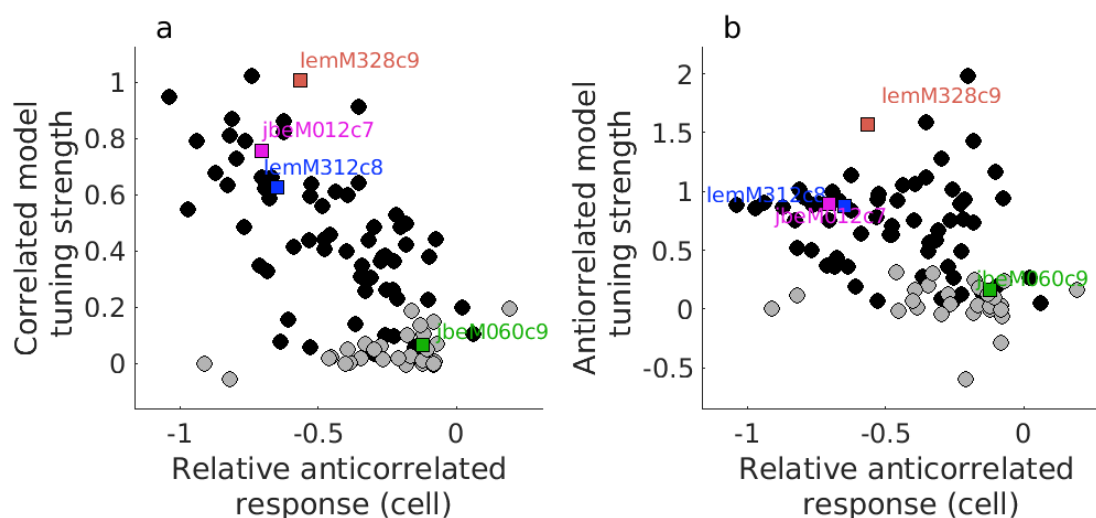 a
lemM328c9
jbeM012c7
lemM312c8
jbeM060c9
1
0.8
0.6
0.4
0.2
0
-1
-0.5
0
Correlated model
tuning strength
Relative anticorrelated
response (cell)
b
lemM328c9
lemM312c8
jbeM012c7
jbeM060c9
2
1.5
1
0.5
0
-0.5
-1
-0.5
0
Antiorrelated model
tuning strength
Relative anticorrelated
response (cell)